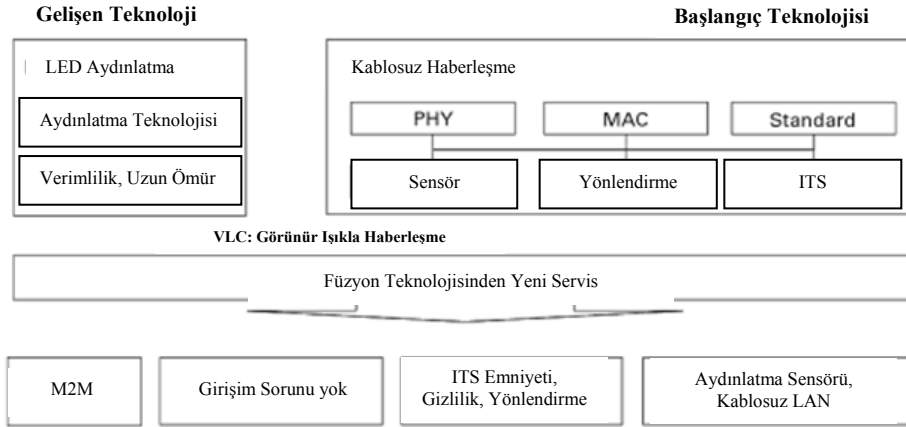 Gelişen Teknoloji
Başlangıç Teknolojisi
LED Aydınlatma
Aydınlatma Teknolojisi
Verimlilik, Uzun Ömür
Kablosuz Haberleşme
PHY
MAC
Standard
Sensör
Yönlendirme
ITS
VLC: Görünür Işıkla Haberleşme
Füzyon Teknolojisinden Yeni Servis
M2M
Girişim Sorunu yok
ITS Emniyeti,
Gizlilik, Yönlendirme
Aydınlatma Sensörü,
Kablosuz LAN